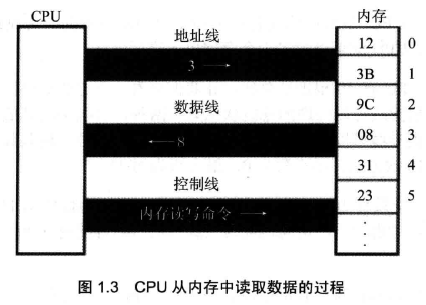 CPU
内存
地址线
3 →
数据线
← 8
控制线
内存读写命令 →
12 0
3B 1
9C 2
08 3
31 4
23 5
图 1.3 CPU 从内存中读取数据的过程